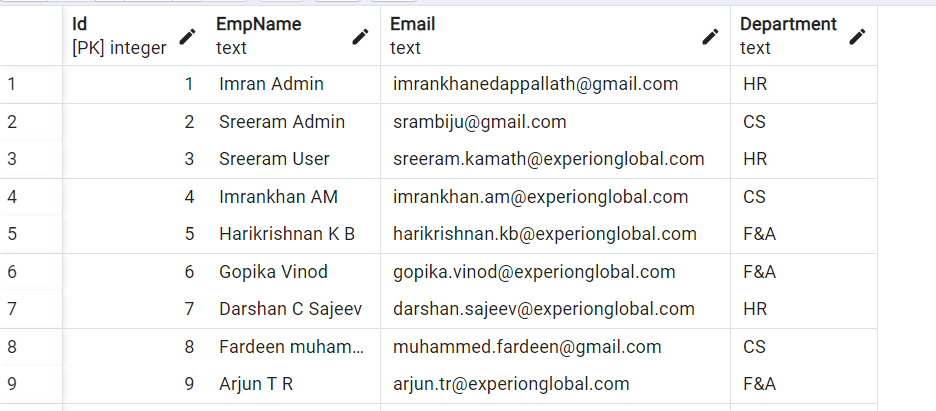 Id EmpName Email Department
[PK] integer text text text
1 1 Imran Admin imrankhanedappallath@gmail.com HR
2 2 Sreeram Admin srambiju@gmail.com CS
3 3 Sreeram User sreeram.kamath@experionglobal.com HR
4 4 Imrankhan AM imrankhan.am@experionglobal.com CS
5 5 Harikrishnan K B harikrishnan.kb@experionglobal.com F&A
6 6 Gopika Vinod gopika.vinod@experionglobal.com F&A
7 7 Darshan C Sajeev darshan.sajeev@experionglobal.com HR
8 8 Fardeen muham... muhammed.fardeen@gmail.com CS
9 9 Arjun T R arjun.tr@experionglobal.com F&A